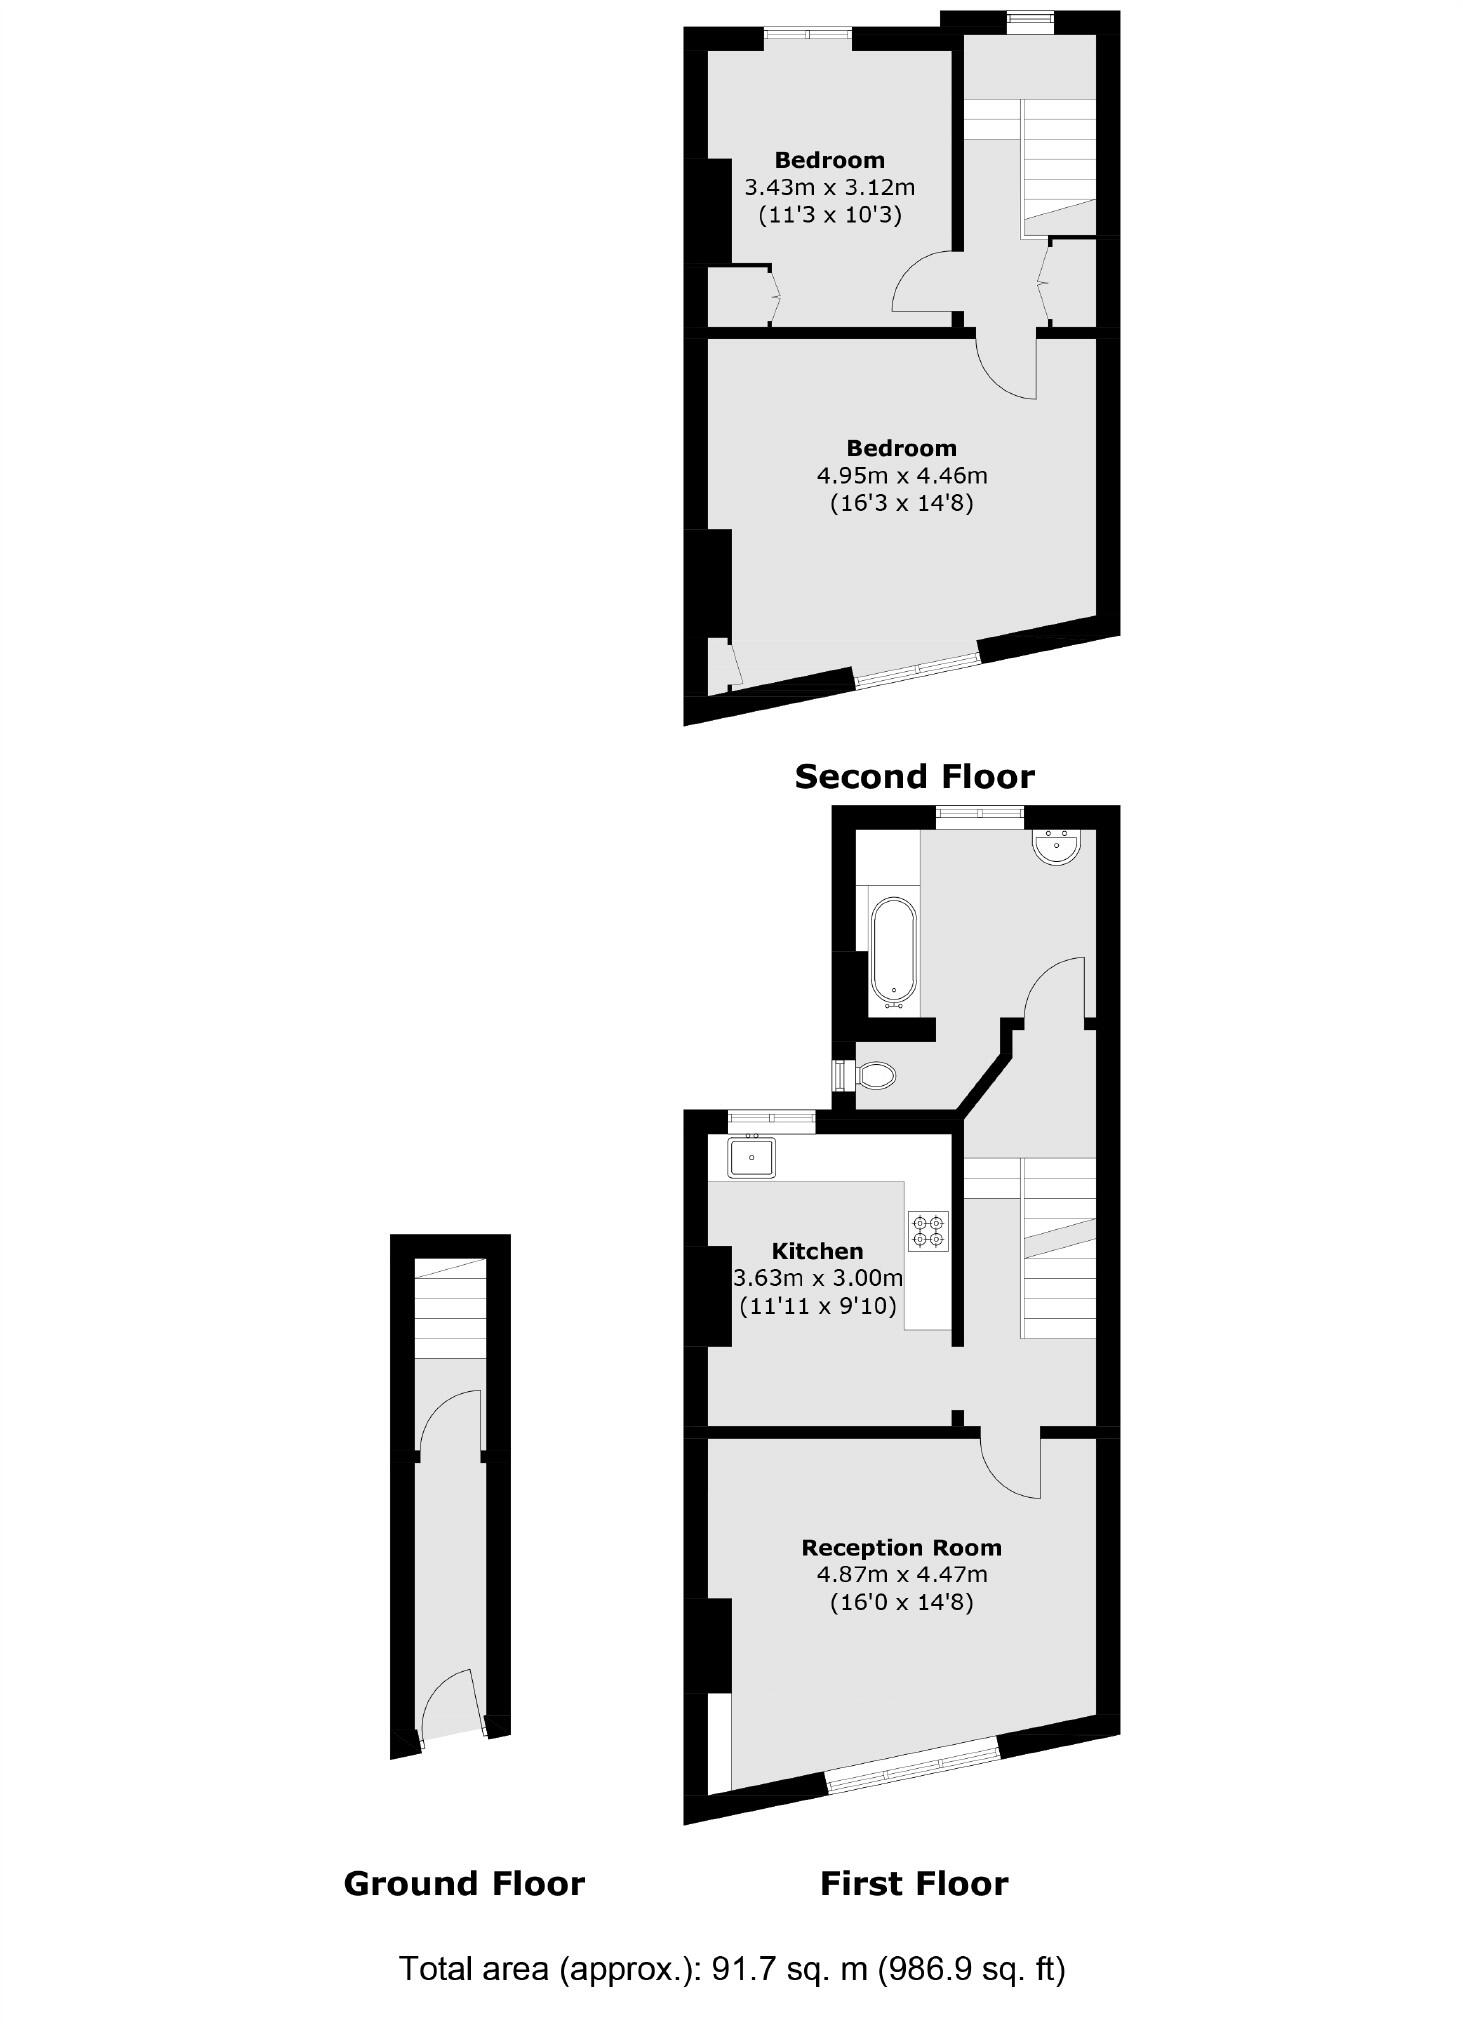 Bedroom
3.43m x 3.12m
(11'3 x 10'3)
Bedroom
4.95m x 4.46m
(16'3 x 14'8)
Second Floor
Kitchen
3.63m x 3.00m
(11'11 x 9'10)
Reception Room
4.87m x 4.47m
(16'0 x 14'8)
Ground Floor
First Floor
Total area (approx.): 91.7 sq. m (986.9 sq. ft)